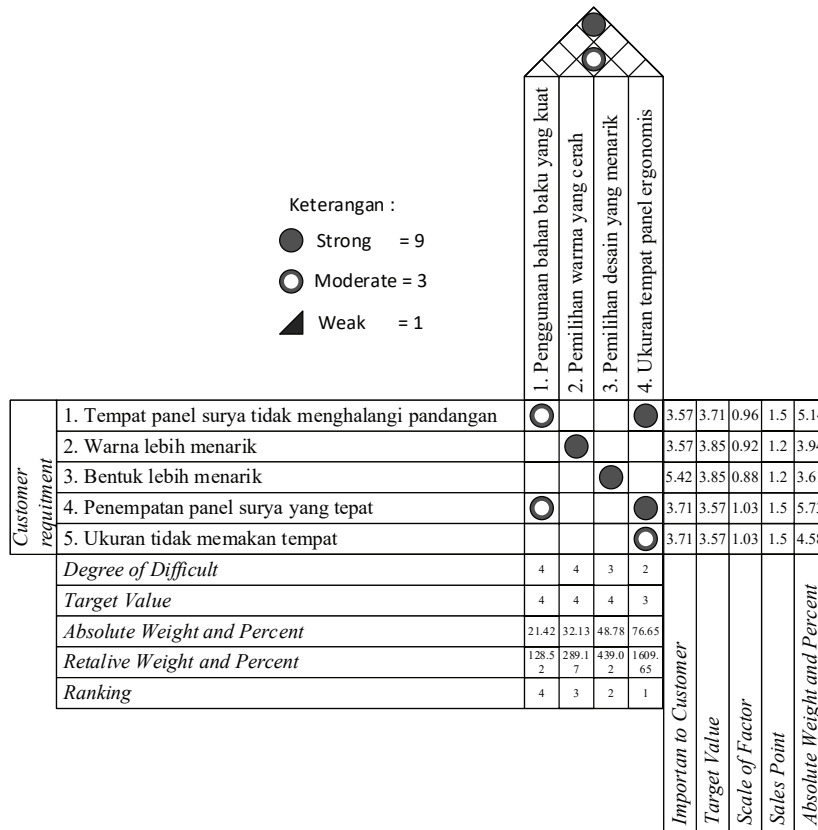 1. Penggunaan bahan baku yang kuat
2. Pemilihan warma yang cerah
3. Pemilihan desain yang menarik
4. Ukuran tempat panel ergonomis
Keterangan :
Strong = 9
Moderate = 3
Weak = 1
Customer
requitment
1. Tempat panel surya tidak menghalangi pandangan 3.57 3.71 0.96 1.5
2. Warna lebih menarik 3.57 3.85 0.92 1.2
3. Bentuk lebih menarik 5.42 3.85 0.88 1.2
4. Penempatan panel surya yang tepat 3.71 3.57 1.03 1.5
5. Ukuran tidak memakan tempat 3.71 3.57 1.03 1.5
Degree of Difficult 4 4 3 2
Target Value 4 4 4 3
Absolute Weight and Percent 21.42 32.13 48.78 76.65
Retalive Weight and Percent 128.52 289.17 439.02 1609.65
Ranking 4 3 2 1
Importan to Customer
Target Value
Scale of Factor
Sales Point
Absolute Weight and Percent